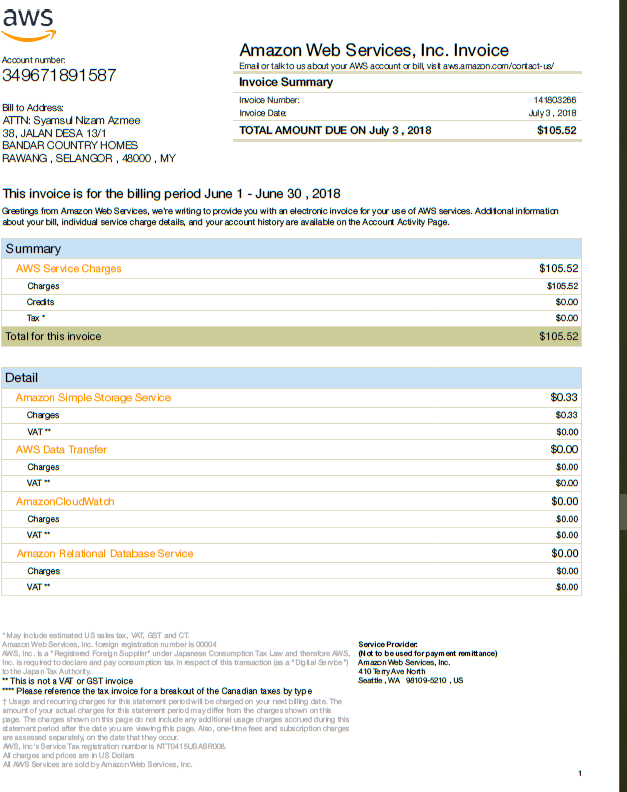 aws
Account number:
349671891587
Bill to Address:
ATTN: Syamsul Nizam Azmee
38, JALAN DESA 13/1
BANDAR COUNTRY HOMES
RAWANG , SELANGOR , 48000 , MY
Amazon Web Services, Inc. Invoice
Email or talk to us about your AWS account or bill, visit aws.amazon.com/contact-us/
Invoice Summary
Invoice Number: 141803266
Invoice Date: July 3 , 2018
TOTAL AMOUNT DUE ON July 3 , 2018 $105.52
This invoice is for the billing period June 1 - June 30 , 2018
Greetings from Amazon Web Services, we're writing to provide you with an electronic invoice for your use of AWS services. Additional information
about your bill, individual service charge details, and your account history are available on the Account Activity Page.
Summary
AWS Service Charges $105.52
Charges $105.52
Credits $0.00
Tax * $0.00
Total for this invoice $105.52
Detail
Amazon Simple Storage Service $0.33
Charges $0.33
VAT ** $0.00
AWS Data Transfer $0.00
Charges $0.00
VAT ** $0.00
AmazonCloudWatch $0.00
Charges $0.00
VAT ** $0.00
Amazon Relational Database Service $0.00
Charges $0.00
VAT ** $0.00
* May include estimated US sales tax, VAT, GST and CT.
Amazon Web Services, Inc. foreign registration number is 00004
AWS, Inc. is a "Registered Foreign Supplier" under Japanese Consumption Tax Law and therefore AWS,
Inc. is required to declare and pay consumption tax in respect of this transaction (as a "Digital Service")
to the Japan Tax Authority.
** This is not a VAT or GST invoice
**** Please reference the tax invoice for a breakout of the Canadian taxes by type
† Usage and recurring charges for this statement period will be charged on your next billing date. The
amount of your actual charges for this statement period may differ from the charges shown on this
page. The charges shown on this page do not include any additional usage charges accrued during this
statement period after the date you are viewing this page. Also, one-time fees and subscription charges
are assessed separately, on the date that they occur.
AWS, Inc's Service Tax registration number is NTT0415USASR008.
All charges and prices are in US Dollars
All AWS Services are sold by Amazon Web Services, Inc.
Service Provider:
(Not to be used for payment remittance)
Amazon Web Services, Inc.
410 Terry Ave North
Seattle , WA 98109-5210 , US
1